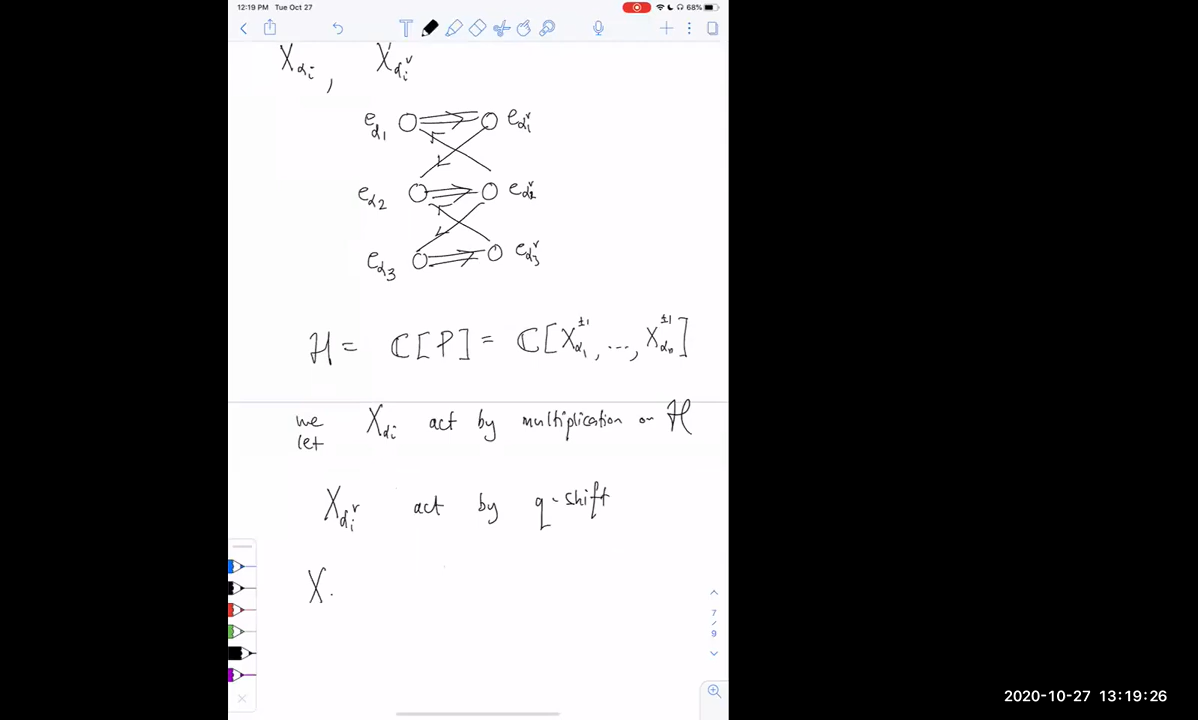 12:19 PM Tue Oct 27
68%
X_{α_i} , X_{α_i^∨}
e_{α_1} e_{α_1^∨}
e_{α_2} e_{α_2^∨}
e_{α_3} e_{α_3^∨}
ℋ = ℂ[P] = ℂ[X_{α_1}^{±1}, ..., X_{α_n}^{±1}]
we let X_{α_i} act by multiplication on ℋ
X_{α_i^∨} act by q-shift
X.
7/9
2020-10-27 13:19:26